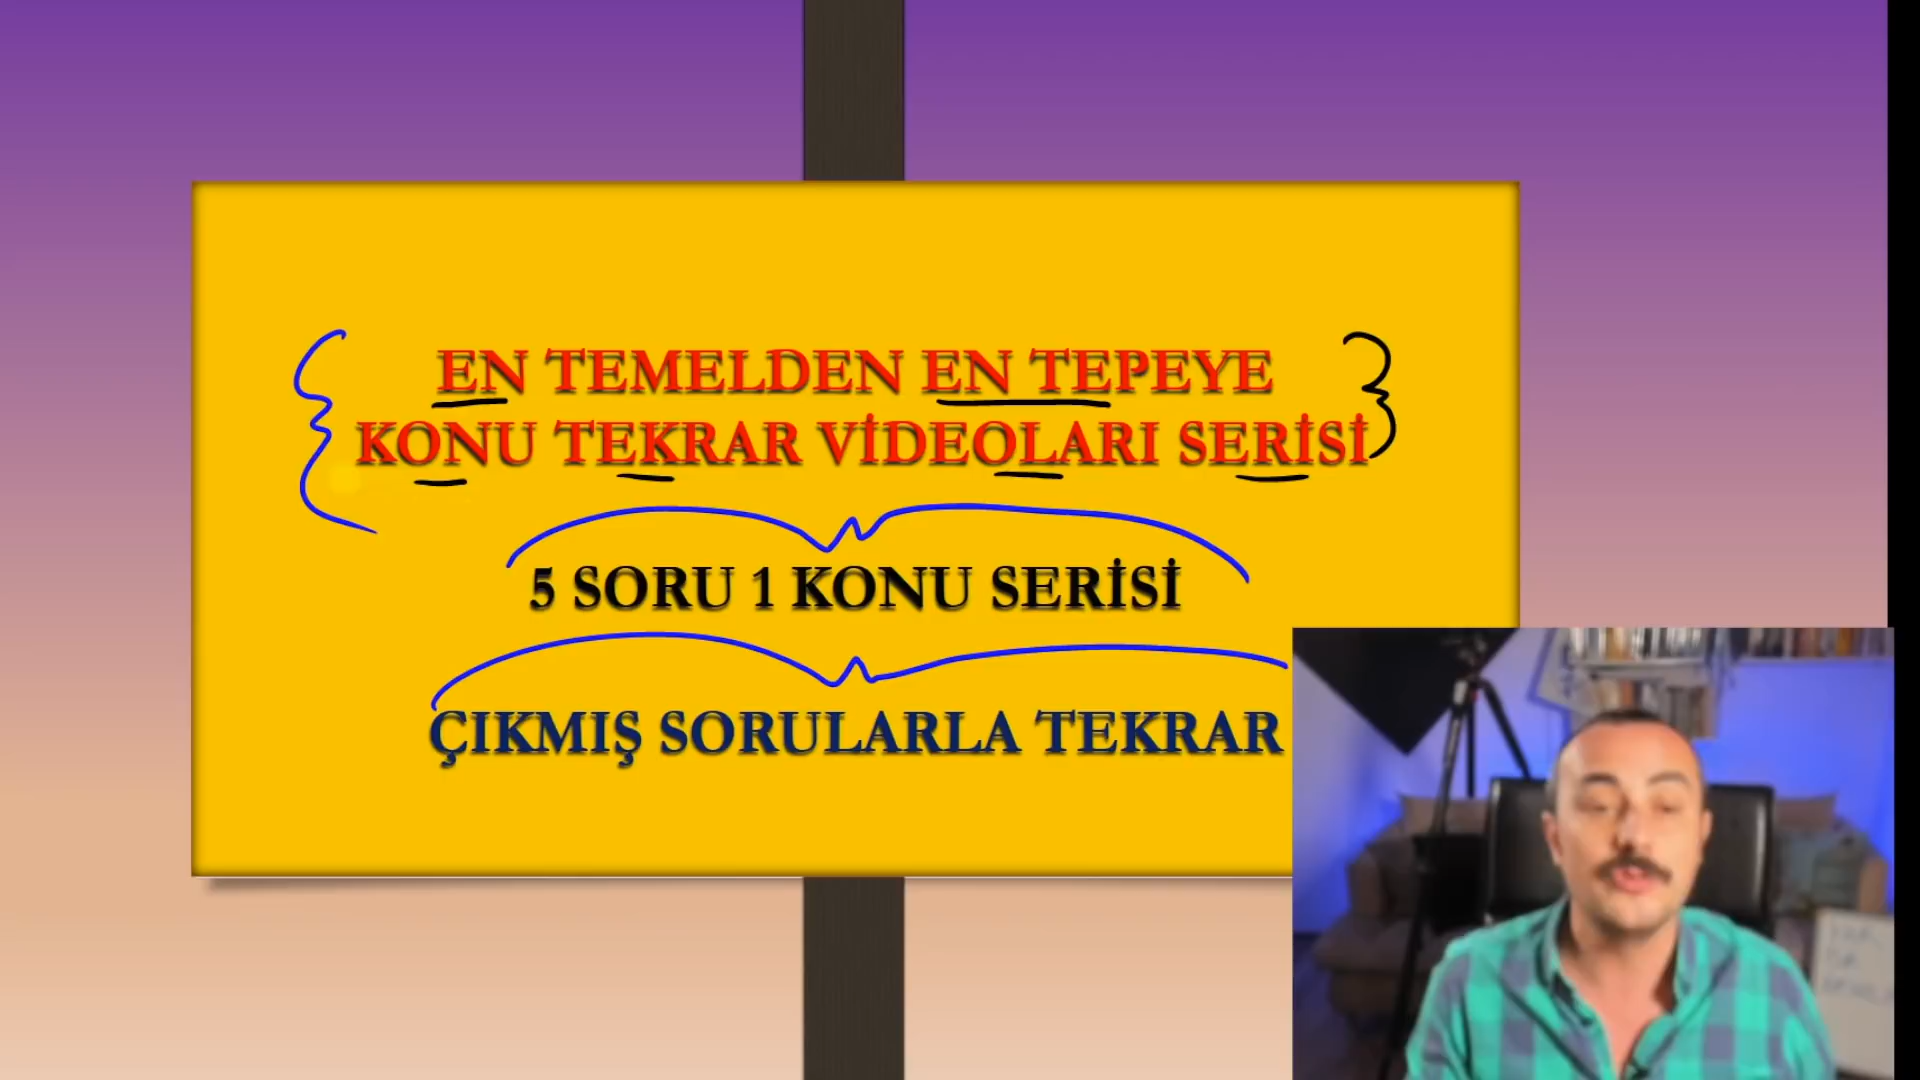 EN TEMELDEN EN TEPEYE
KONU TEKRAR VİDEOLARI SERİSİ
5 SORU 1 KONU SERİSİ
ÇIKMIŞ SORULARLA TEKRAR